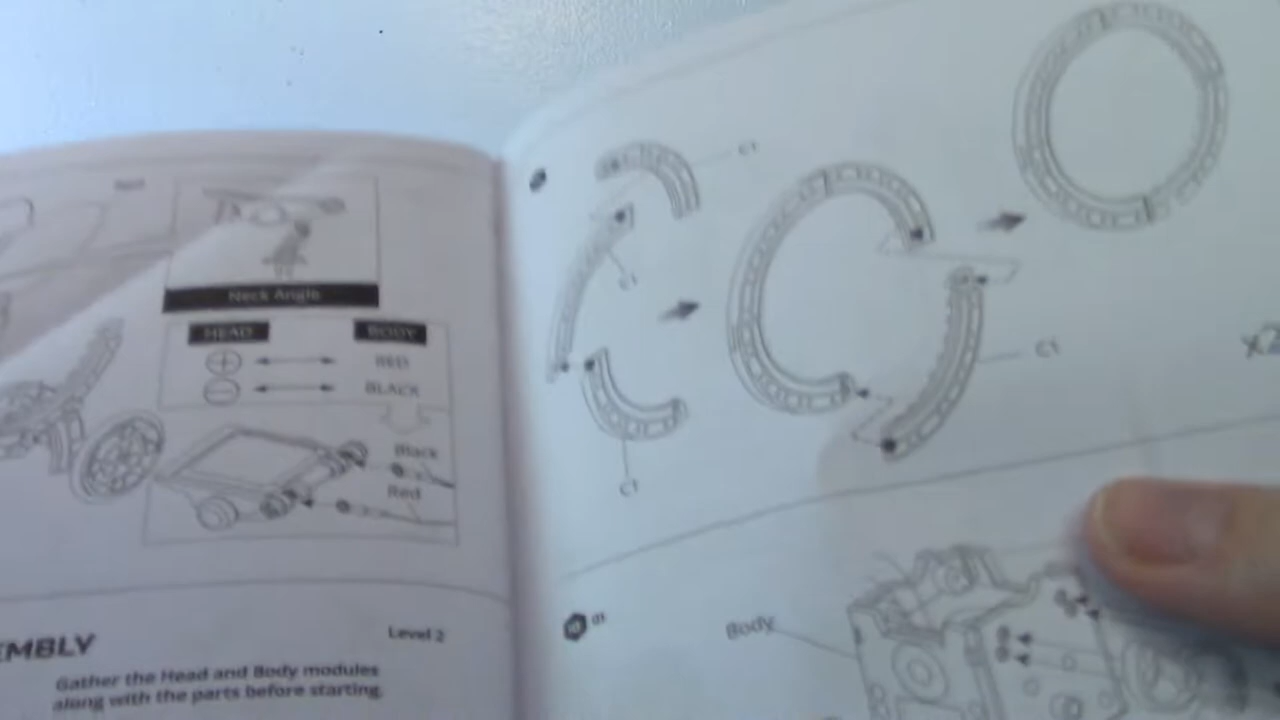 Neck Angle
HEAD BODY
RED
BLACK
Black
Red
EMBLY
Level 2
Gather the Head and Body modules
along with the parts before starting.
C1
C1
C1
C1
X2
Body